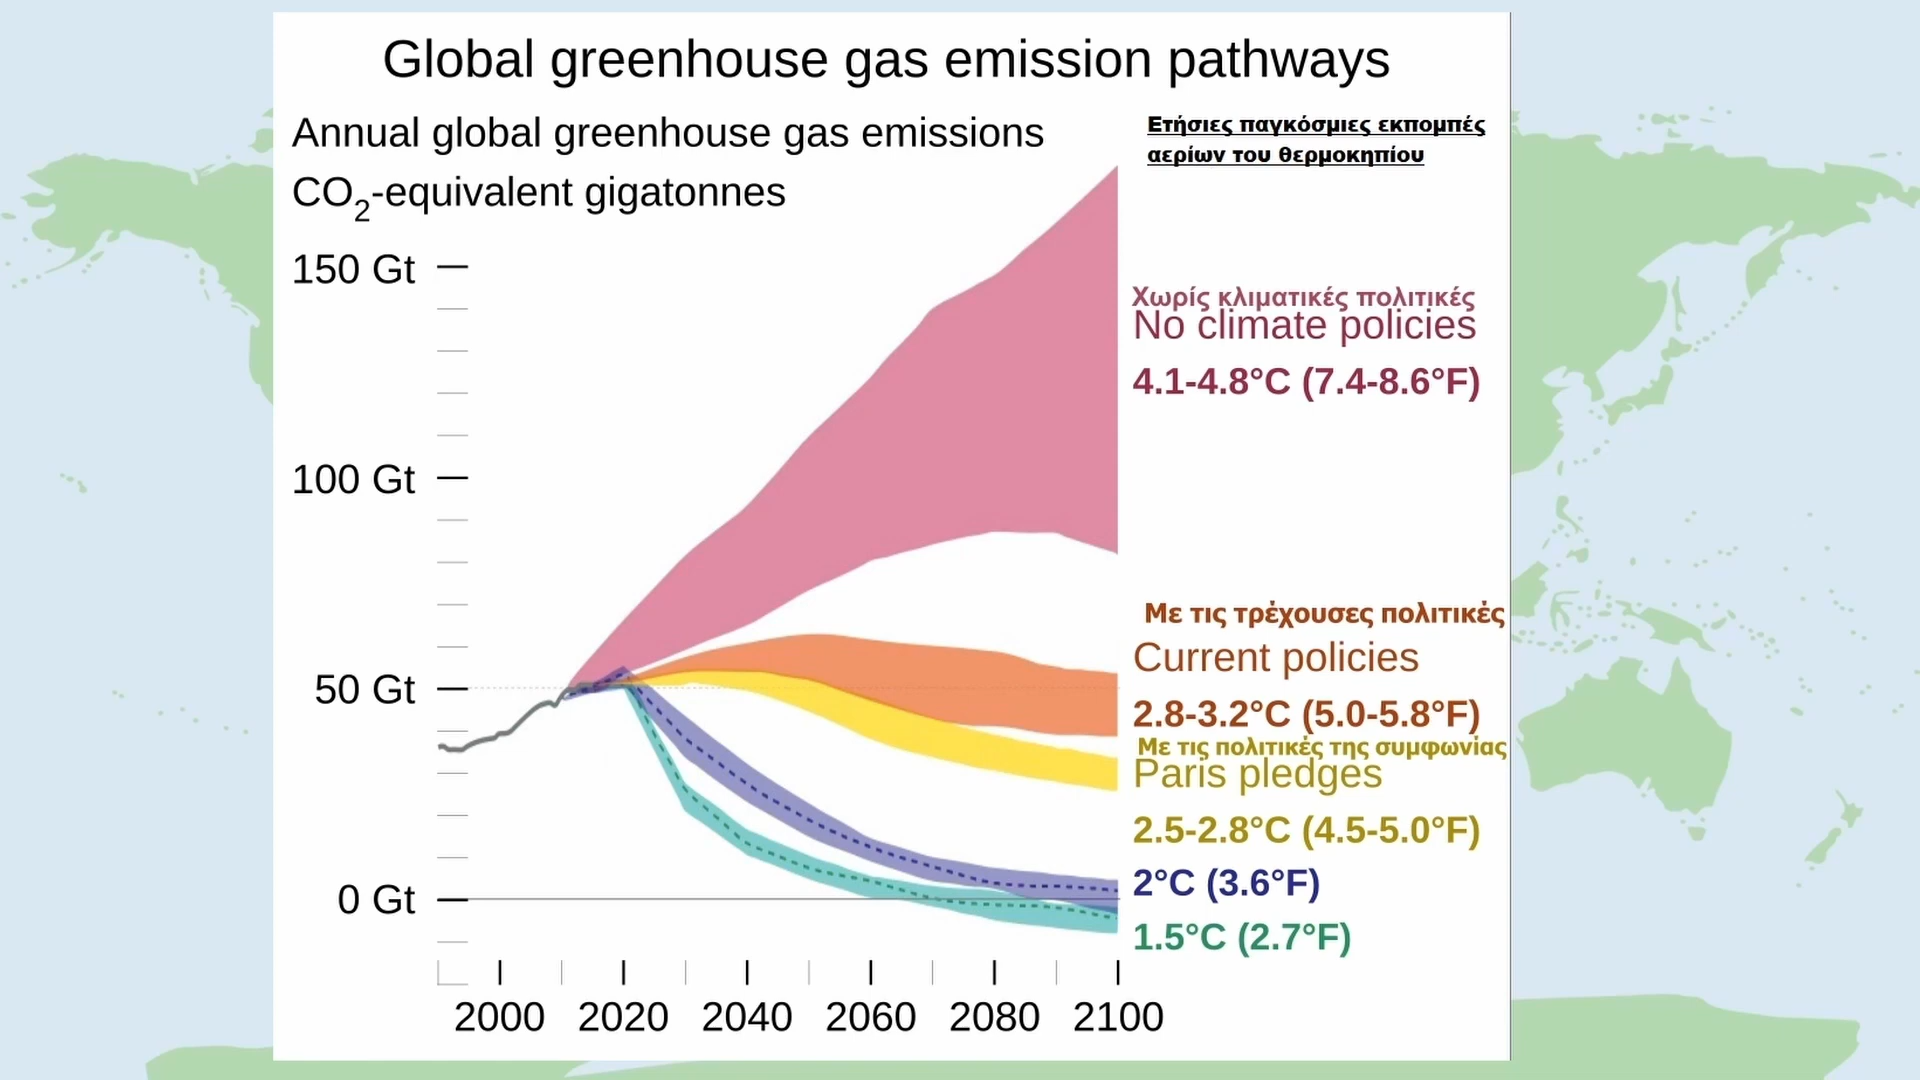 Global greenhouse gas emission pathways
Annual global greenhouse gas emissions
CO₂-equivalent gigatonnes
Ετήσιες παγκόσμιες εκπομπές
αερίων του θερμοκηπίου
150 Gt
100 Gt
50 Gt
0 Gt
Χωρίς κλιματικές πολιτικές
No climate policies
4.1-4.8°C (7.4-8.6°F)
Με τις τρέχουσες πολιτικές
Current policies
2.8-3.2°C (5.0-5.8°F)
Με τις πολιτικές της συμφωνίας
Paris pledges
2.5-2.8°C (4.5-5.0°F)
2°C (3.6°F)
1.5°C (2.7°F)
2000 2020 2040 2060 2080 2100